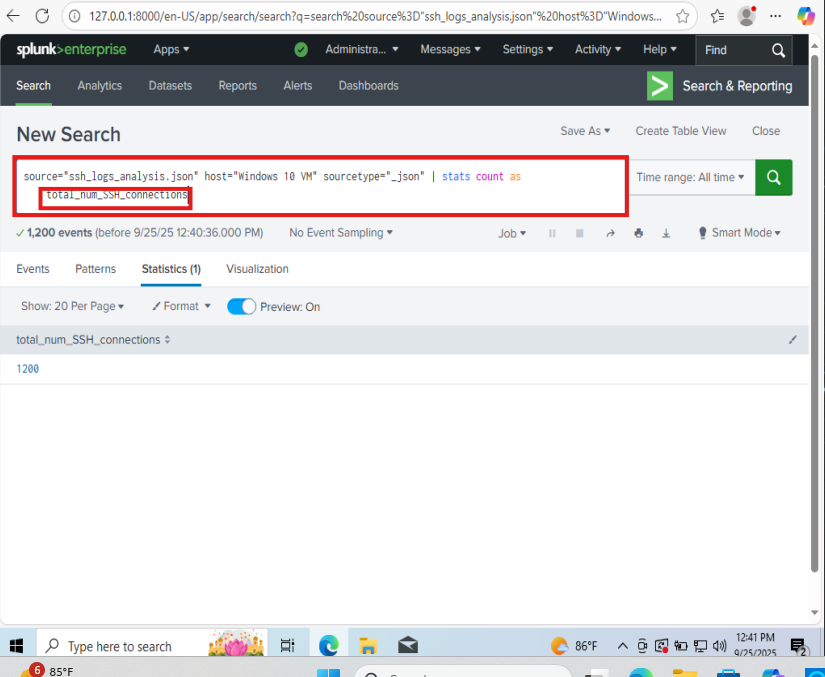 127.0.0.1:8000/en-US/app/search/search?q=search%20source%3D"ssh_logs_analysis.json"%20host%3D"Windows...
splunk>enterprise Apps Administra... Messages Settings Activity Help Find
Search Analytics Datasets Reports Alerts Dashboards Search & Reporting
New Search Save As Create Table View Close
source="ssh_logs_analysis.json" host="Windows 10 VM" sourcetype="_json" | stats count as
total_num_SSH_connections
Time range: All time
1,200 events (before 9/25/25 12:40:36.000 PM) No Event Sampling Job Smart Mode
Events Patterns Statistics (1) Visualization
Show: 20 Per Page Format Preview: On
total_num_SSH_connections
1200
Type here to search 86°F 12:41 PM
9/25/2025 2
6 85°F